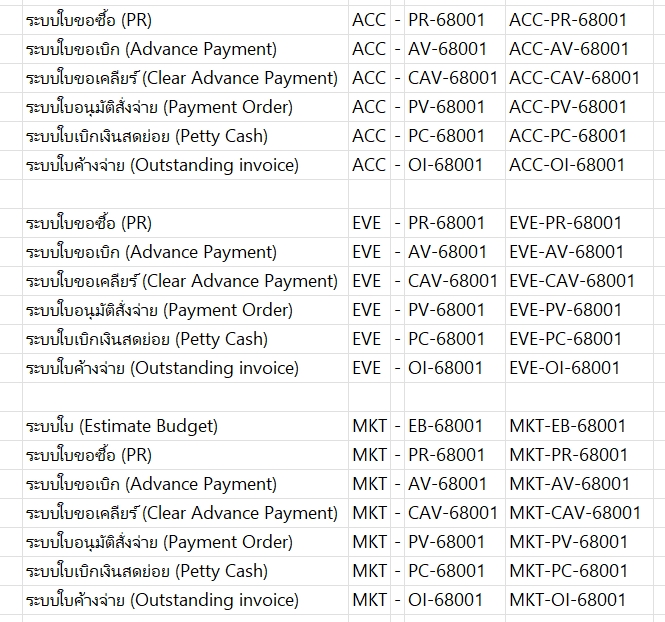 ระบบใบขอซื้อ (PR) ACC - PR-68001 ACC-PR-68001
ระบบใบขอเบิก (Advance Payment) ACC - AV-68001 ACC-AV-68001
ระบบใบขอเคลียร์ (Clear Advance Payment) ACC - CAV-68001 ACC-CAV-68001
ระบบใบอนุมัติสั่งจ่าย (Payment Order) ACC - PV-68001 ACC-PV-68001
ระบบใบเบิกเงินสดย่อย (Petty Cash) ACC - PC-68001 ACC-PC-68001
ระบบใบค้างจ่าย (Outstanding invoice) ACC - OI-68001 ACC-OI-68001
ระบบใบขอซื้อ (PR) EVE - PR-68001 EVE-PR-68001
ระบบใบขอเบิก (Advance Payment) EVE - AV-68001 EVE-AV-68001
ระบบใบขอเคลียร์ (Clear Advance Payment) EVE - CAV-68001 EVE-CAV-68001
ระบบใบอนุมัติสั่งจ่าย (Payment Order) EVE - PV-68001 EVE-PV-68001
ระบบใบเบิกเงินสดย่อย (Petty Cash) EVE - PC-68001 EVE-PC-68001
ระบบใบค้างจ่าย (Outstanding invoice) EVE - OI-68001 EVE-OI-68001
ระบบใบ (Estimate Budget) MKT - EB-68001 MKT-EB-68001
ระบบใบขอซื้อ (PR) MKT - PR-68001 MKT-PR-68001
ระบบใบขอเบิก (Advance Payment) MKT - AV-68001 MKT-AV-68001
ระบบใบขอเคลียร์ (Clear Advance Payment) MKT - CAV-68001 MKT-CAV-68001
ระบบใบอนุมัติสั่งจ่าย (Payment Order) MKT - PV-68001 MKT-PV-68001
ระบบใบเบิกเงินสดย่อย (Petty Cash) MKT - PC-68001 MKT-PC-68001
ระบบใบค้างจ่าย (Outstanding invoice) MKT - OI-68001 MKT-OI-68001